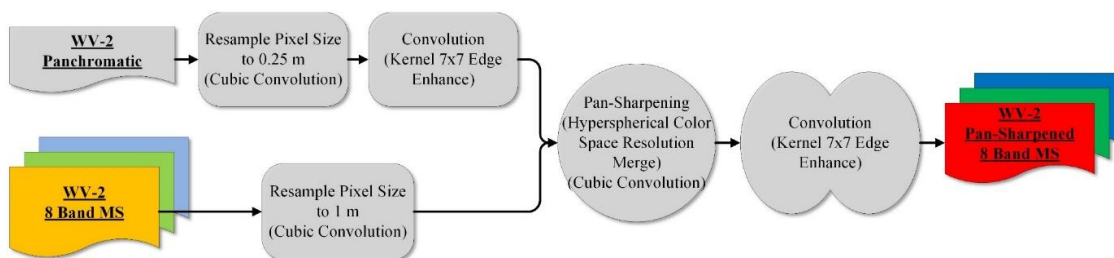 WV-2
Panchromatic
Resample Pixel Size
to 0.25 m
(Cubic Convolution)
Convolution
(Kernel 7x7 Edge
Enhance)
WV-2
8 Band MS
Resample Pixel Size
to 1 m
(Cubic Convolution)
Pan-Sharpening
(Hyperspherical Color
Space Resolution
Merge)
(Cubic Convolution)
Convolution
(Kernel 7x7 Edge
Enhance)
WV-2
Pan-Sharpened
8 Band MS